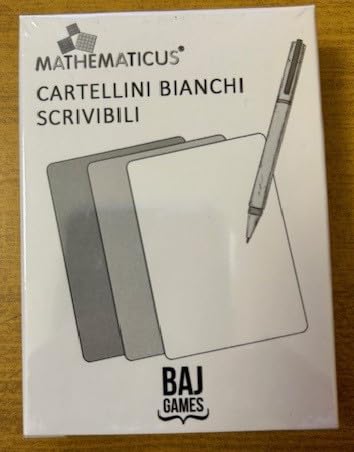 MATHEMATICUS®
CARTELLINI BIANCHI
SCRIVIBILI
BAJ
GAMES